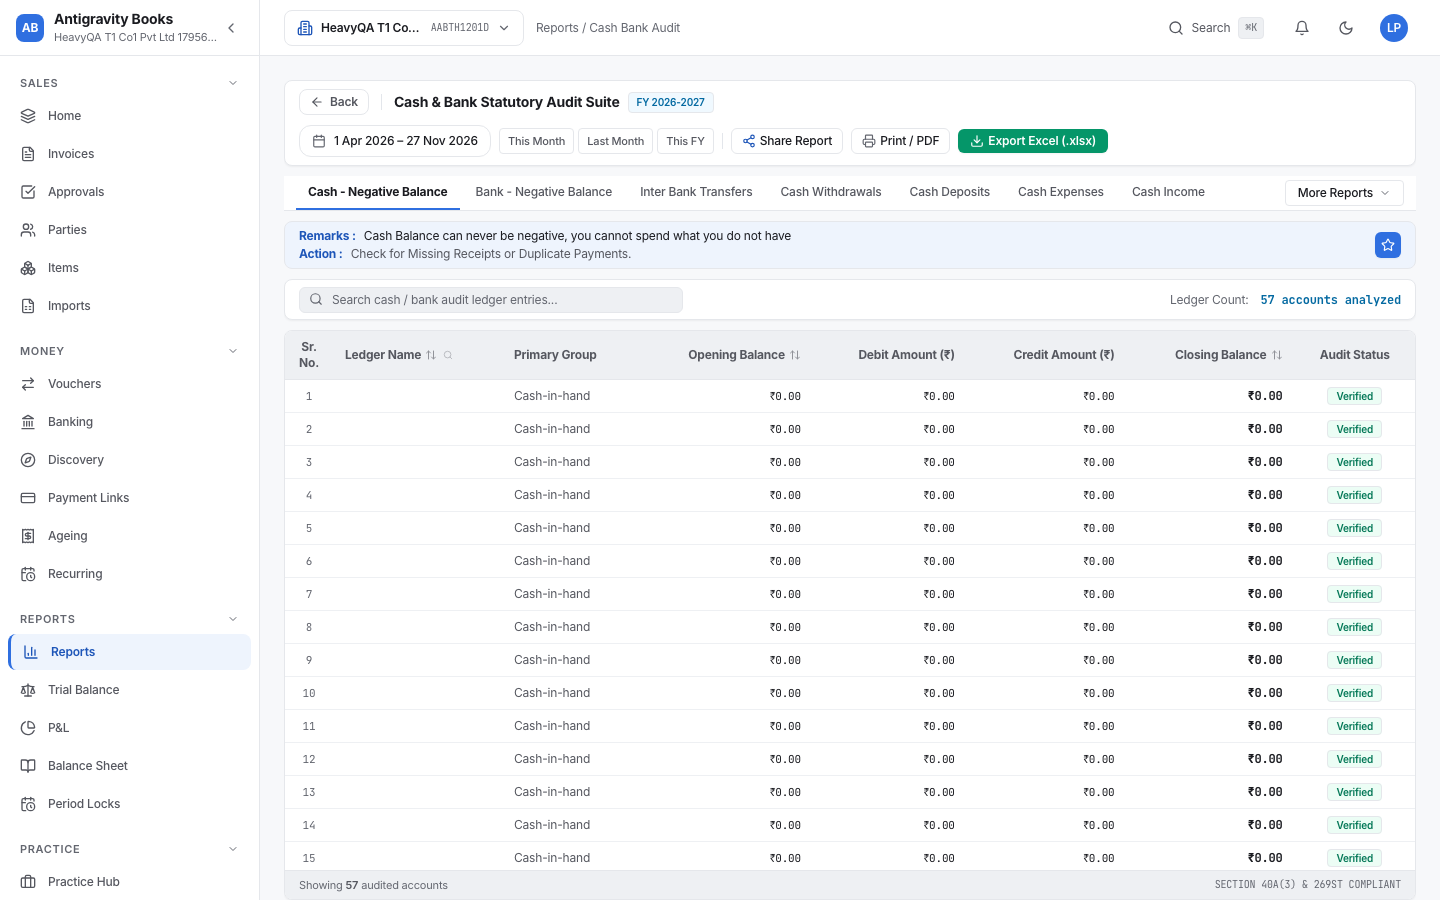 AB
Antigravity Books
HeavyQA T1 Co1 Pvt Ltd 17956...
SALES
Home
Invoices
Approvals
Parties
Items
Imports
MONEY
Vouchers
Banking
Discovery
Payment Links
Ageing
Recurring
REPORTS
Reports
Trial Balance
P&L
Balance Sheet
Period Locks
PRACTICE
Practice Hub
HeavyQA T1 Co... AABTH1201D
Reports / Cash Bank Audit
Search ⌘K
LP
Back
Cash & Bank Statutory Audit Suite
FY 2026-2027
1 Apr 2026 – 27 Nov 2026
This Month
Last Month
This FY
Share Report
Print / PDF
Export Excel (.xlsx)
Cash - Negative Balance
Bank - Negative Balance
Inter Bank Transfers
Cash Withdrawals
Cash Deposits
Cash Expenses
Cash Income
More Reports
Remarks : Cash Balance can never be negative, you cannot spend what you do not have
Action : Check for Missing Receipts or Duplicate Payments.
Search cash / bank audit ledger entries...
Ledger Count: 57 accounts analyzed
Sr. No. Ledger Name Primary Group Opening Balance Debit Amount (₹) Credit Amount (₹) Closing Balance Audit Status
1 Cash-in-hand ₹0.00 ₹0.00 ₹0.00 ₹0.00 Verified
2 Cash-in-hand ₹0.00 ₹0.00 ₹0.00 ₹0.00 Verified
3 Cash-in-hand ₹0.00 ₹0.00 ₹0.00 ₹0.00 Verified
4 Cash-in-hand ₹0.00 ₹0.00 ₹0.00 ₹0.00 Verified
5 Cash-in-hand ₹0.00 ₹0.00 ₹0.00 ₹0.00 Verified
6 Cash-in-hand ₹0.00 ₹0.00 ₹0.00 ₹0.00 Verified
7 Cash-in-hand ₹0.00 ₹0.00 ₹0.00 ₹0.00 Verified
8 Cash-in-hand ₹0.00 ₹0.00 ₹0.00 ₹0.00 Verified
9 Cash-in-hand ₹0.00 ₹0.00 ₹0.00 ₹0.00 Verified
10 Cash-in-hand ₹0.00 ₹0.00 ₹0.00 ₹0.00 Verified
11 Cash-in-hand ₹0.00 ₹0.00 ₹0.00 ₹0.00 Verified
12 Cash-in-hand ₹0.00 ₹0.00 ₹0.00 ₹0.00 Verified
13 Cash-in-hand ₹0.00 ₹0.00 ₹0.00 ₹0.00 Verified
14 Cash-in-hand ₹0.00 ₹0.00 ₹0.00 ₹0.00 Verified
15 Cash-in-hand ₹0.00 ₹0.00 ₹0.00 ₹0.00 Verified
Showing 57 audited accounts
SECTION 40A(3) & 269ST COMPLIANT